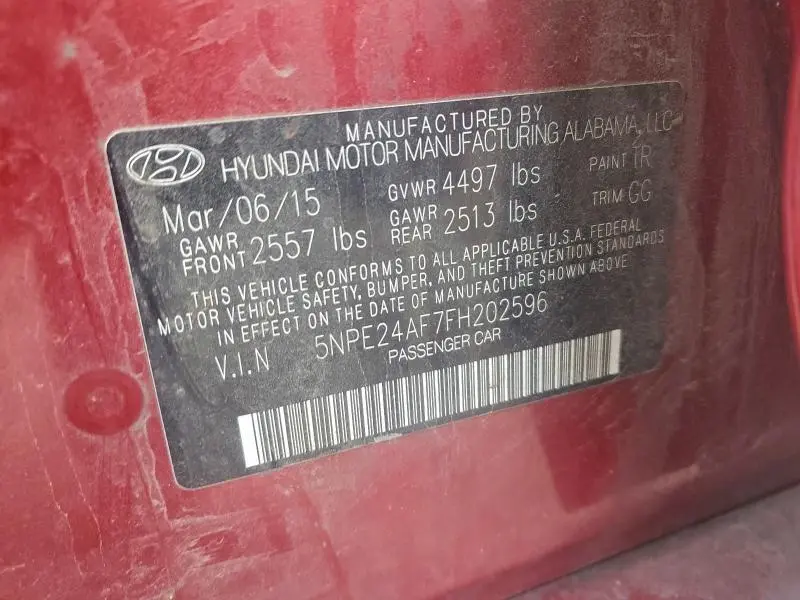 MANUFACTURED BY
HYUNDAI MOTOR MANUFACTURING ALABAMA, LLC
Mar/06/15 GVWR 4497 lbs PAINT TR
GAWR FRONT 2557 lbs GAWR REAR 2513 lbs TRIM GG
THIS VEHICLE CONFORMS TO ALL APPLICABLE U.S.A. FEDERAL
MOTOR VEHICLE SAFETY, BUMPER, AND THEFT PREVENTION STANDARDS
IN EFFECT ON THE DATE OF MANUFACTURE SHOWN ABOVE
V.I.N 5NPE24AF7FH202596
PASSENGER CAR